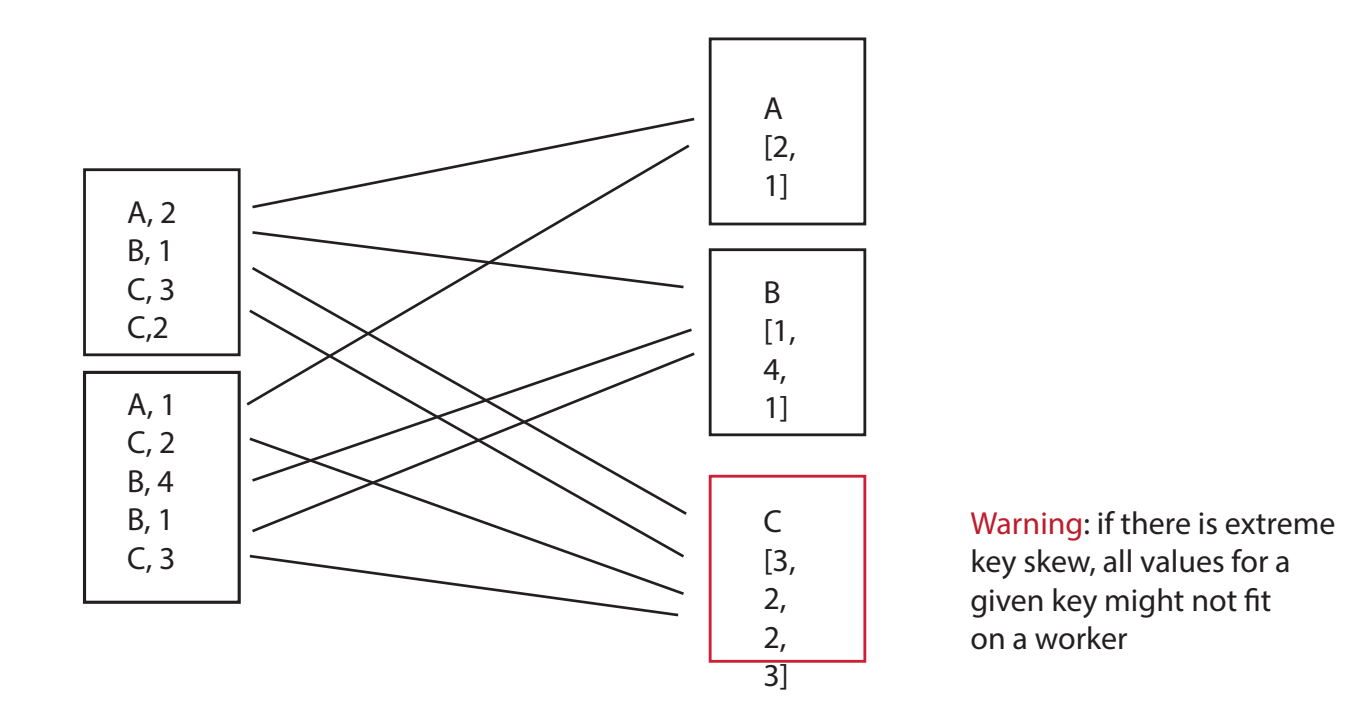 A, 2
B, 1
C, 3
C,2
A, 1
C, 2
B, 4
B, 1
C, 3
A
[2,
1]
B
[1,
4,
1]
C
[3,
2,
2,
3]
Warning: if there is extreme
key skew, all values for a
given key might not fit
on a worker